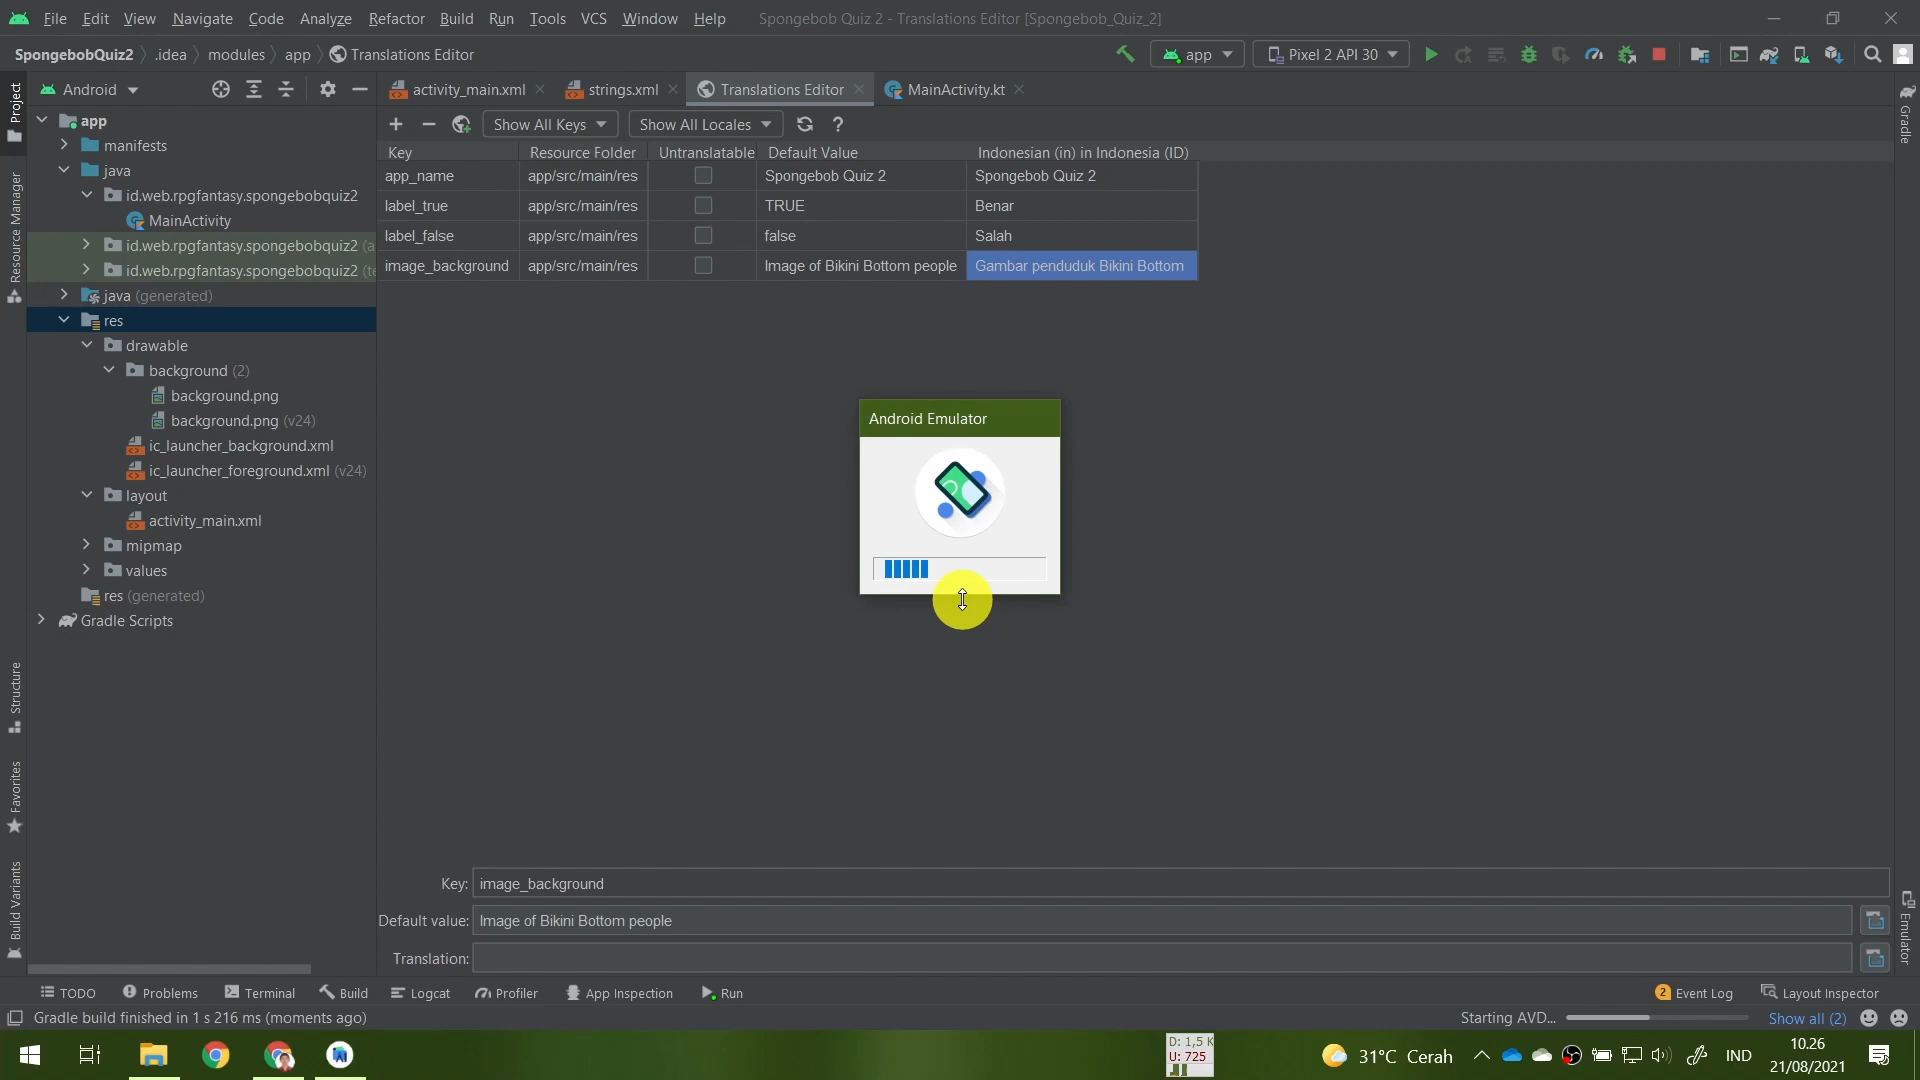 File Edit View Navigate Code Analyze Refactor Build Run Tools VCS Window Help Spongebob Quiz 2 - Translations Editor [Spongebob_Quiz_2]
SpongebobQuiz2 .idea modules app Translations Editor app Pixel 2 API 30
Android activity_main.xml strings.xml Translations Editor MainActivity.kt
Project
Resource Manager
Structure
Favorites
Build Variants
Gradle
Emulator
app
manifests
java
id.web.rpgfantasy.spongebobquiz2
MainActivity
id.web.rpgfantasy.spongebobquiz2 (a
id.web.rpgfantasy.spongebobquiz2 (te
java (generated)
res
drawable
background (2)
background.png
background.png (v24)
ic_launcher_background.xml
ic_launcher_foreground.xml (v24)
layout
activity_main.xml
mipmap
values
res (generated)
Gradle Scripts
Show All Keys Show All Locales ?
Key Resource Folder Untranslatable Default Value Indonesian (in) in Indonesia (ID)
app_name app/src/main/res Spongebob Quiz 2 Spongebob Quiz 2
label_true app/src/main/res TRUE Benar
label_false app/src/main/res false Salah
image_background app/src/main/res Image of Bikini Bottom people Gambar penduduk Bikini Bottom
Android Emulator
Key: image_background
Default value: Image of Bikini Bottom people
Translation:
TODO Problems Terminal Build Logcat Profiler App Inspection Run 2 Event Log Layout Inspector
Gradle build finished in 1 s 216 ms (moments ago) Starting AVD... Show all (2)
D: 1,5 K
U: 725
31°C Cerah IND
10.26
21/08/2021